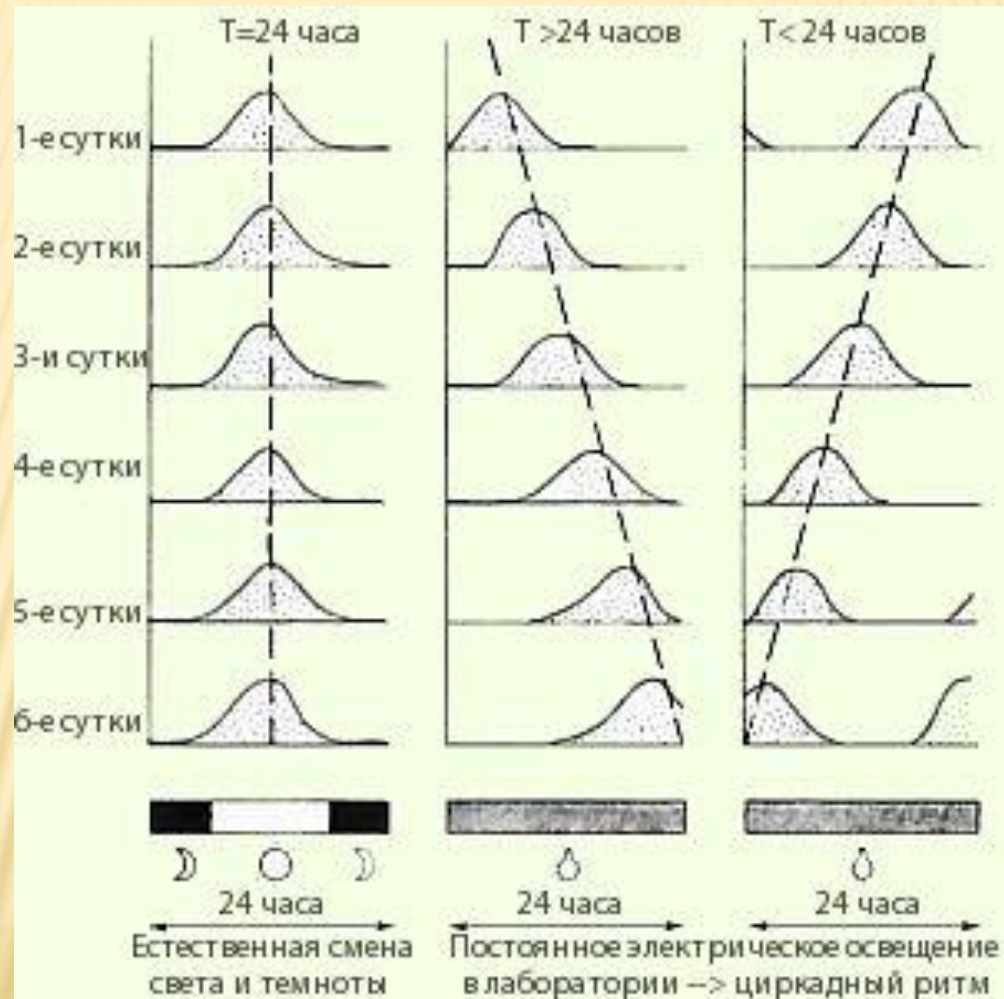 T=24 часа
T >24 часов
T< 24 часов
1-е сутки
2-е сутки
3-и сутки
4-е сутки
5-е сутки
6-е сутки
24 часа
24 часа
24 часа
Естественная смена
света и темноты
Постоянное электрическое освещение
в лаборатории --> циркадный ритм